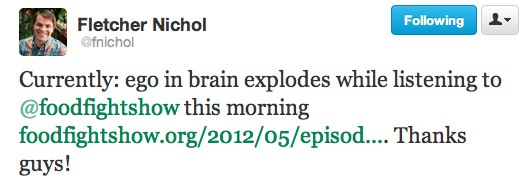 Fletcher Nichol
@fnichol
Following
Currently: ego in brain explodes while listening to
@foodfightshow this morning
foodfightshow.org/2012/05/episod.... Thanks
guys!